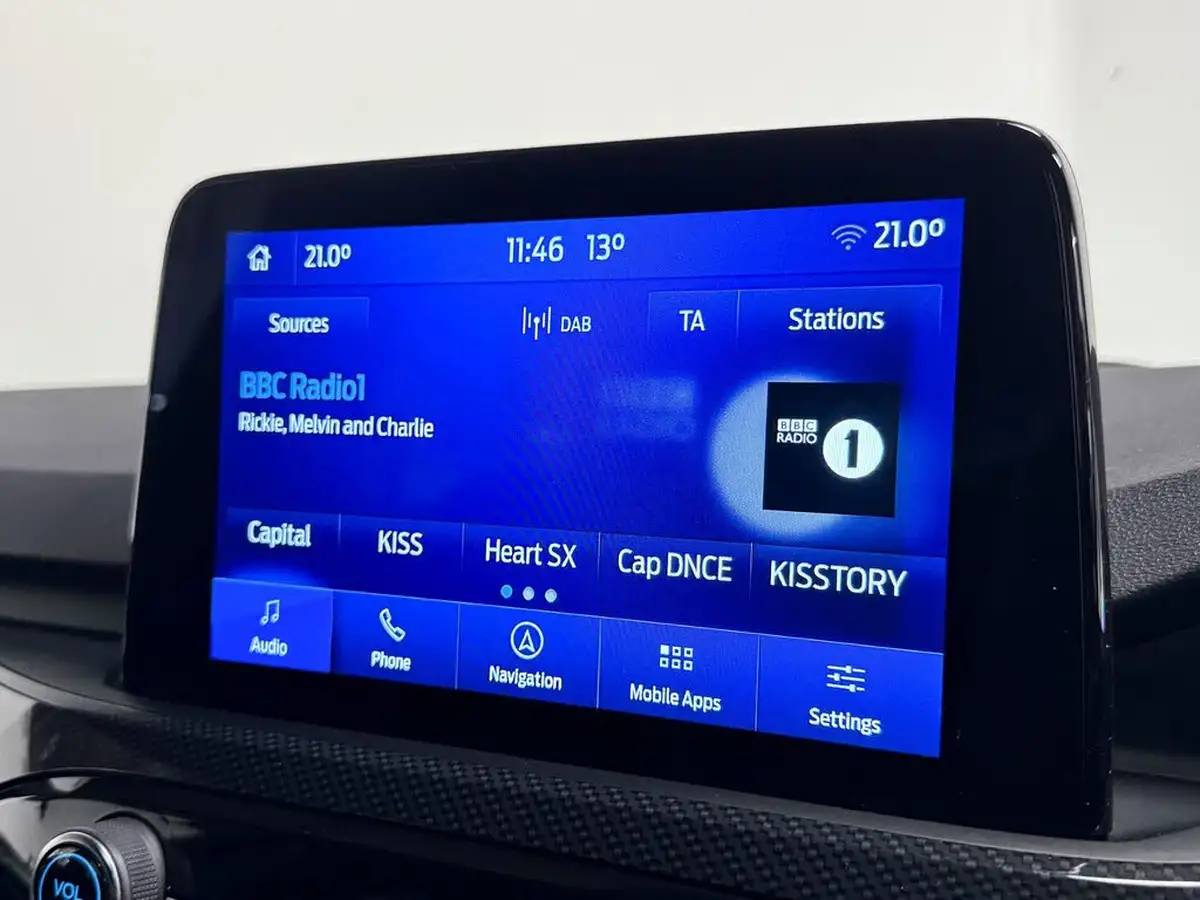 21.0° 11:46 13° 21.0°
Sources DAB TA Stations
BBC Radio1
Rickie, Melvin and Charlie
BBC
RADIO 1
Capital KISS Heart SX Cap DNCE KISSTORY
Audio Phone Navigation Mobile Apps Settings
VOL